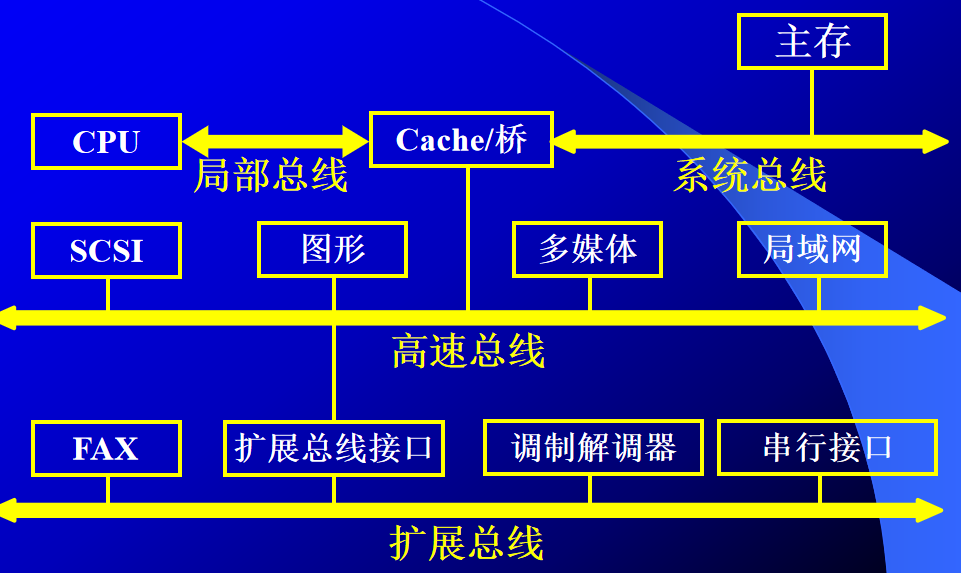 主存
CPU
Cache/桥
局部总线
系统总线
SCSI
图形
多媒体
局域网
高速总线
FAX
扩展总线接口
调制解调器
串行接口
扩展总线